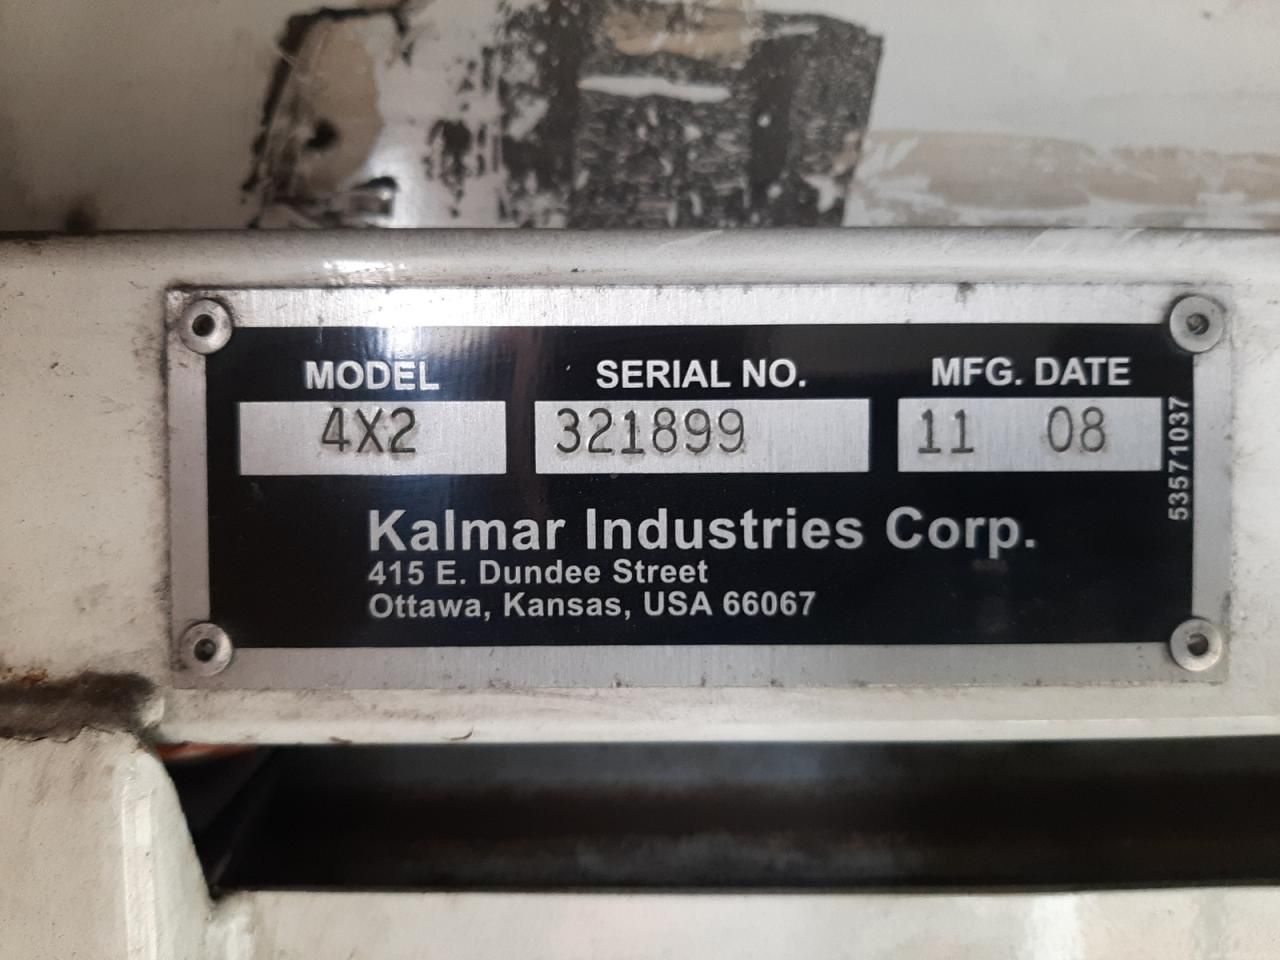 MODEL SERIAL NO. MFG. DATE
4X2 321899 11 08
53571037
Kalmar Industries Corp.
415 E. Dundee Street
Ottawa, Kansas, USA 66067